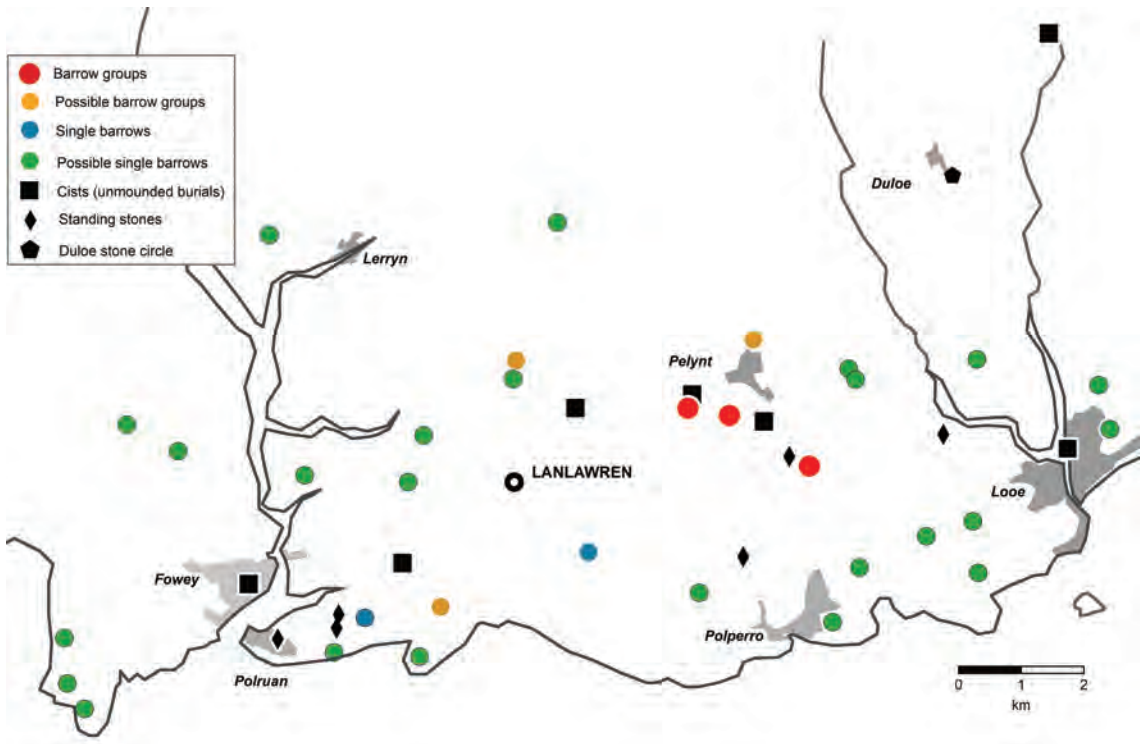 Barrow groups
Possible barrow groups
Single barrows
Possible single barrows
Cists (unmounded burials)
Standing stones
Duloe stone circle
Duloe
Lerryn
Pelynt
LANLAWREN
Looe
Fowey
Polperro
Polruan
0 1 2
km